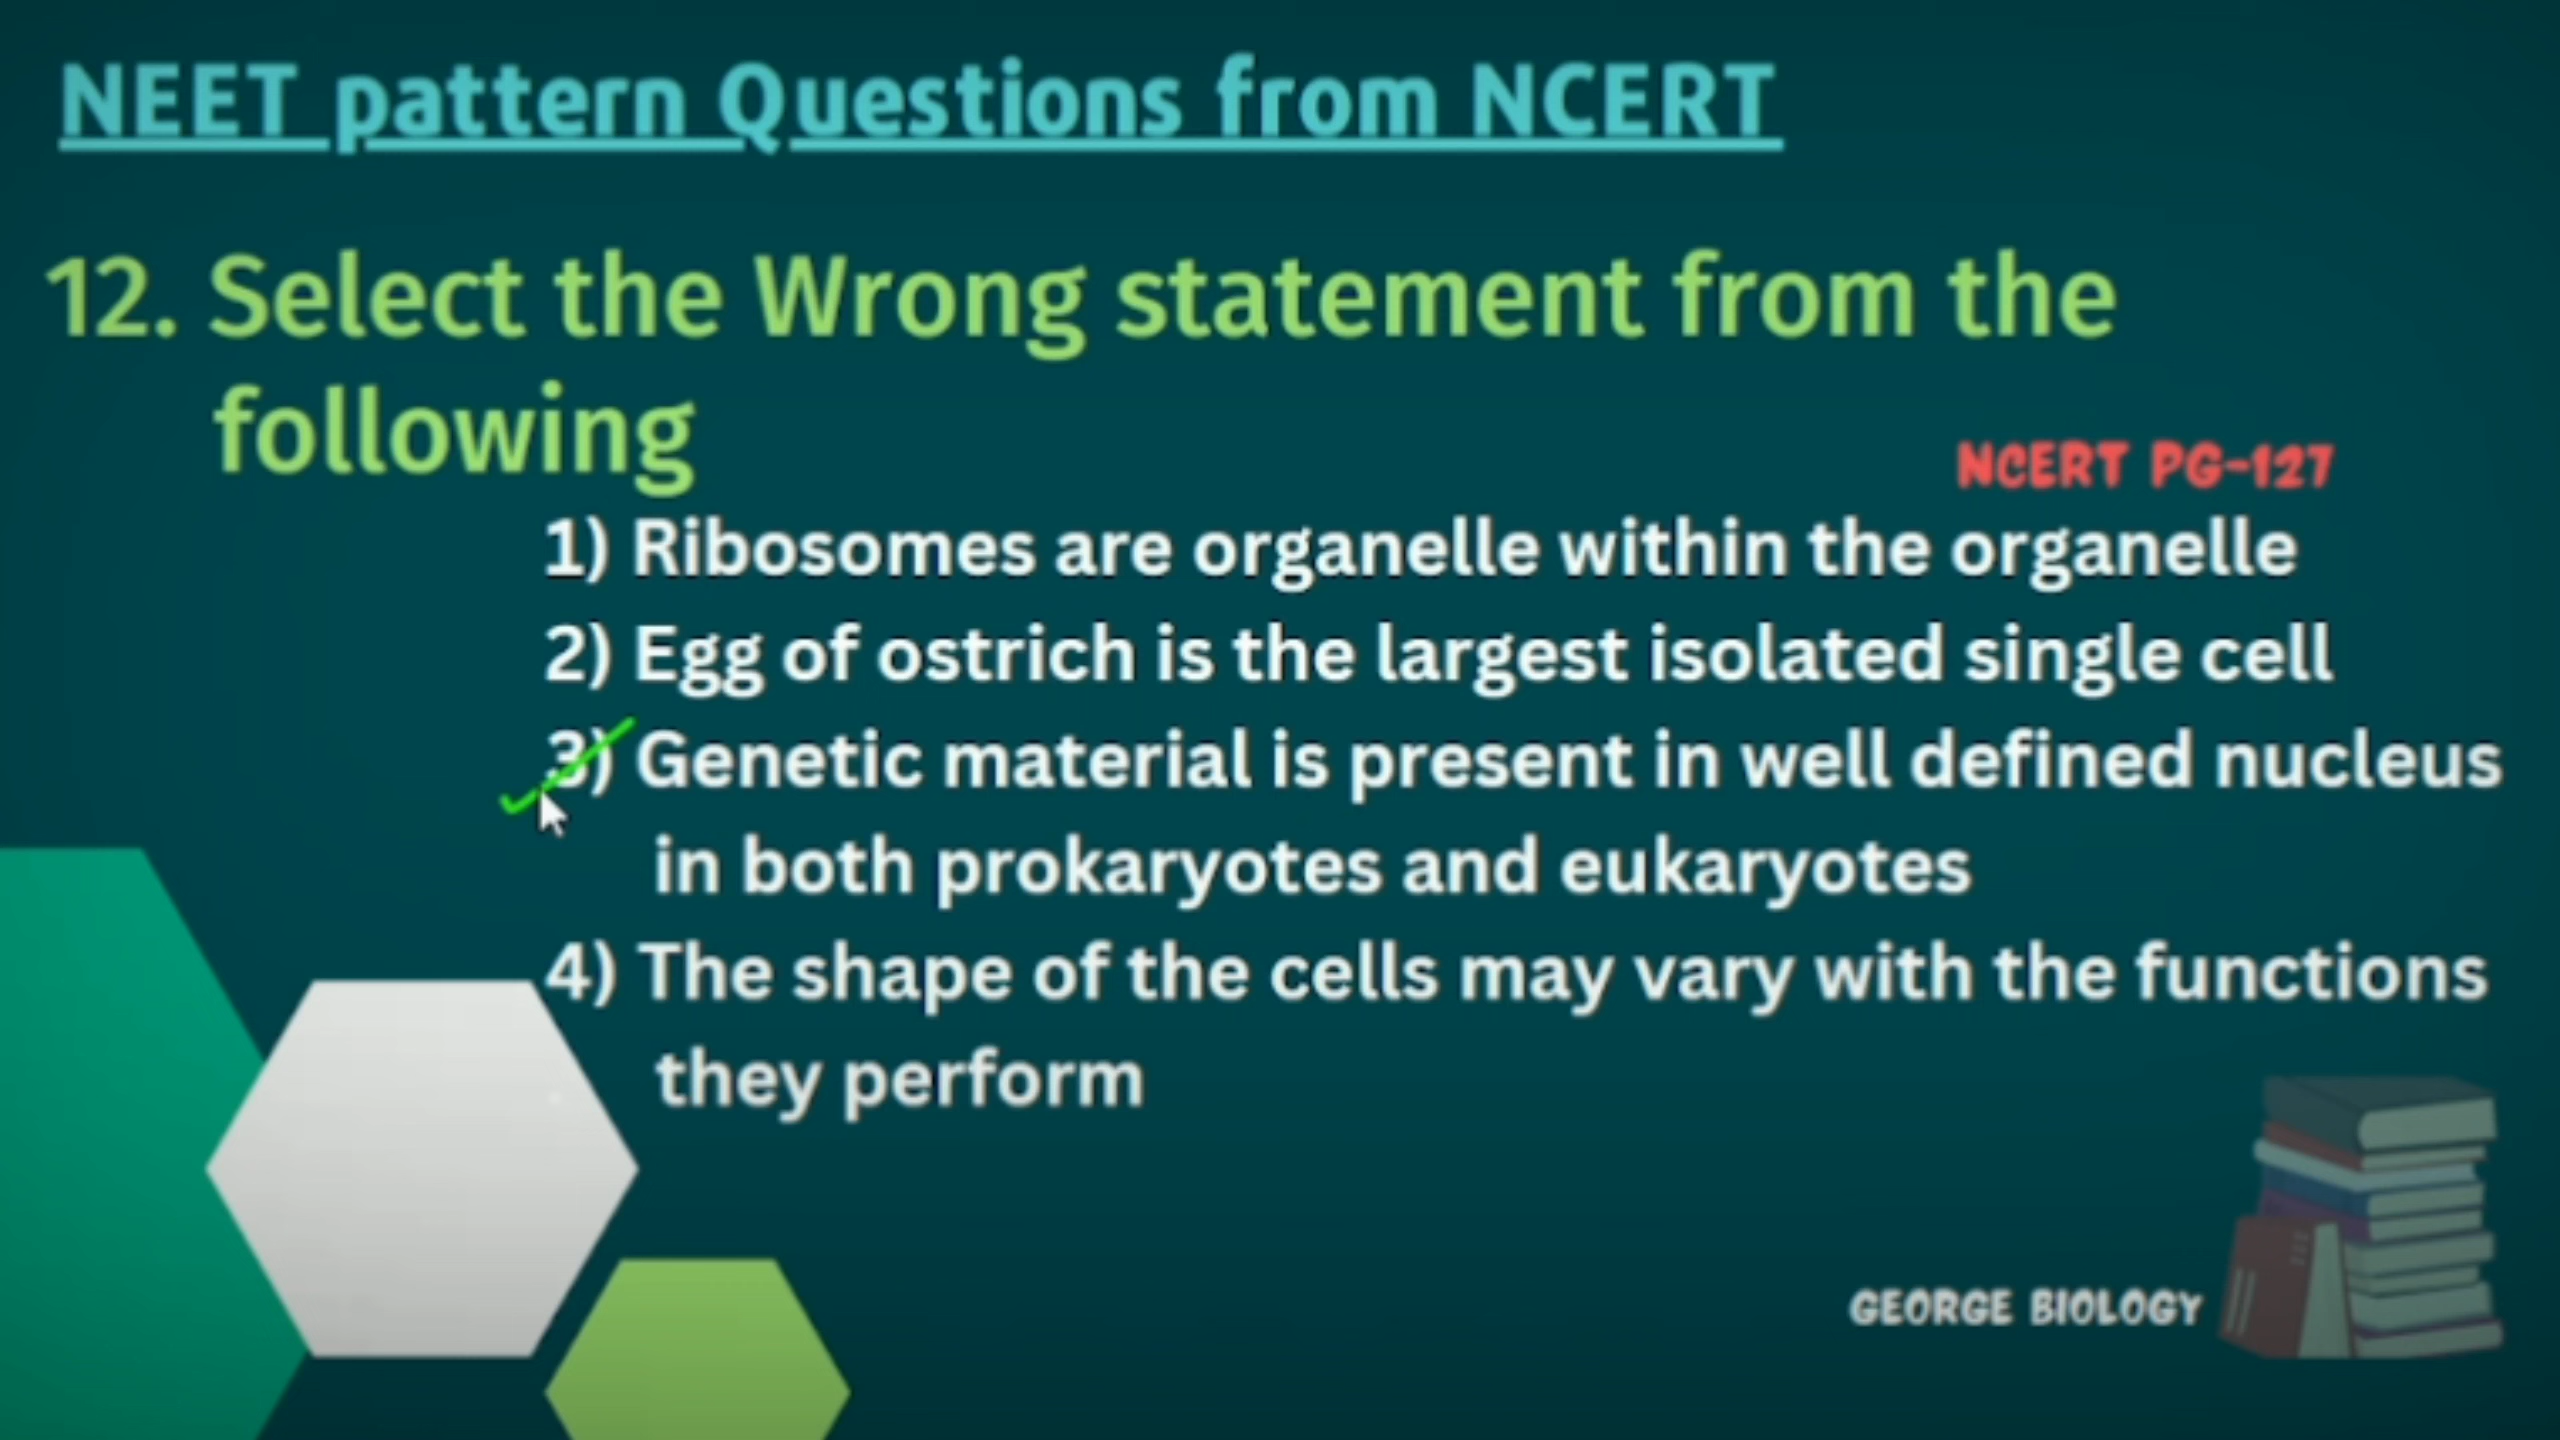 NEET pattern Questions from NCERT
12. Select the Wrong statement from the
following
NCERT PG-127
1) Ribosomes are organelle within the organelle
2) Egg of ostrich is the largest isolated single cell
3) Genetic material is present in well defined nucleus
in both prokaryotes and eukaryotes
4) The shape of the cells may vary with the functions
they perform
GEORGE BIOLOGY